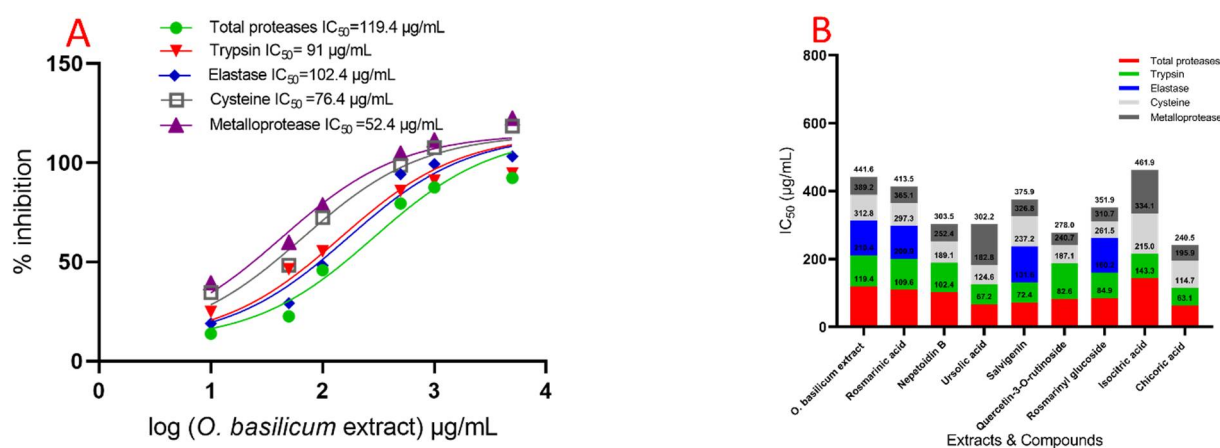 A
Total proteases IC50=119.4 µg/mL
Trypsin IC50= 91 µg/mL
Elastase IC50=102.4 µg/mL
Cysteine IC50 =76.4 µg/mL
Metalloprotease IC50 =52.4 µg/mL
% inhibition
150
100
50
0
0 1 2 3 4
log (O. basilicum extract) µg/mL
B
Total proteases
Trypsin
Elastase
Cysteine
Metalloprotease
IC50 (µg/mL)
800
600
400
200
0
441.6 413.5 303.5 302.2 375.9 278.0 351.9 461.9 240.5
389.2 365.1 252.4 182.8 326.8 240.7 310.7 334.1 195.9
312.8 297.3 189.1 124.6 237.2 187.1 261.5 215.0 114.7
119.4 109.6 102.4 67.2 72.4 82.6 84.9 143.3 63.1
O. basilicum extract
Rosmarinic acid
Nepetoidin B
Ursolic acid
Salvigenin
Quercetin-3-O-rutinoside
Rosmarinyl glucoside
Isocitric acid
Chicoric acid
Extracts & Compounds